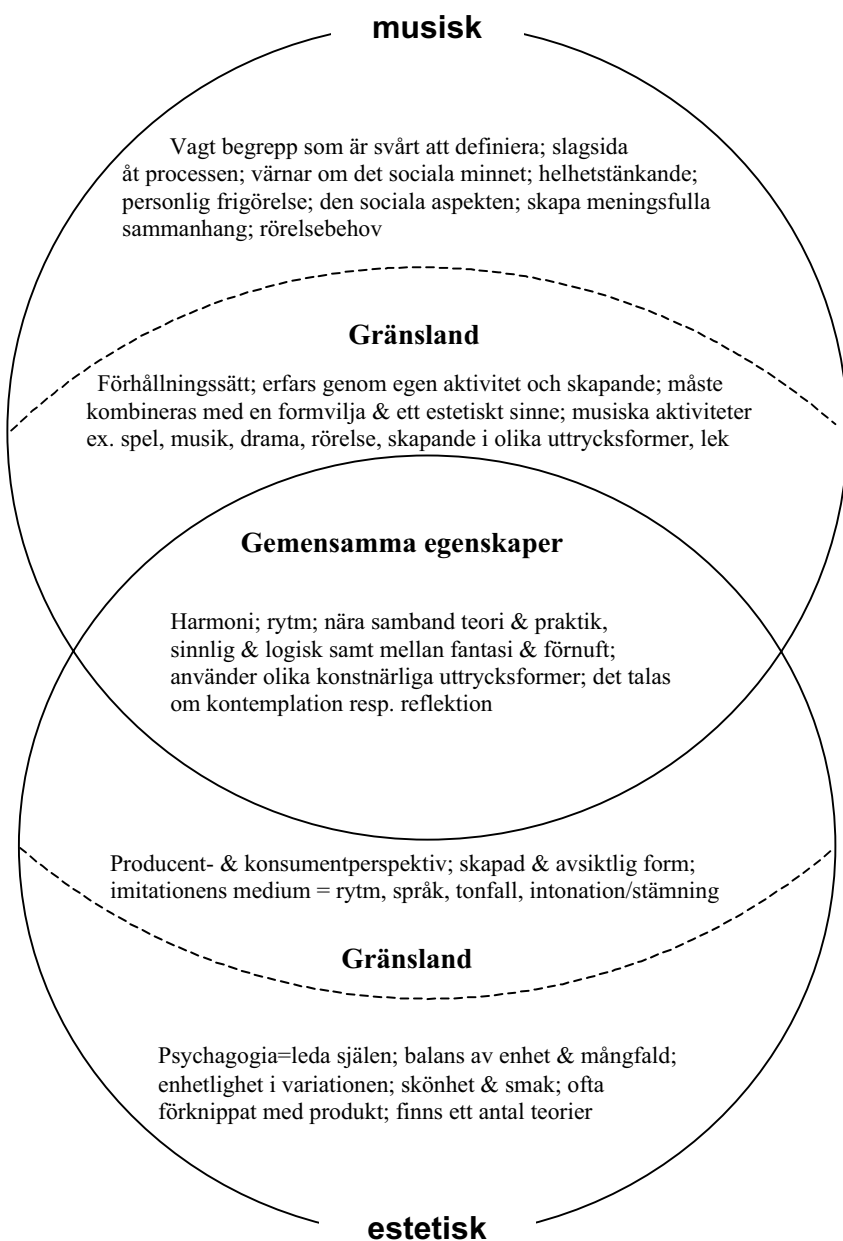 musisk
Vagt begrepp som är svårt att definiera; slagsida
åt processen; värnar om det sociala minnet; helhetstänkande;
personlig frigörelse; den sociala aspekten; skapa meningsfulla
sammanhang; rörelsebehov
Gränsland
Förhållningssätt; erfars genom egen aktivitet och skapande; måste
kombineras med en formvilja & ett estetiskt sinne; musiska aktiviteter
ex. spel, musik, drama, rörelse, skapande i olika uttrycksformer, lek
Gemensamma egenskaper
Harmoni; rytm; nära samband teori & praktik,
sinnlig & logisk samt mellan fantasi & förnuft;
använder olika konstnärliga uttrycksformer; det talas
om kontemplation resp. reflektion
Producent- & konsumentperspektiv; skapad & avsiktlig form;
imitationens medium = rytm, språk, tonfall, intonation/stämning
Gränsland
Psychagogia=leda själen; balans av enhet & mångfald;
enhetlighet i variationen; skönhet & smak; ofta
förknippat med produkt; finns ett antal teorier
estetisk